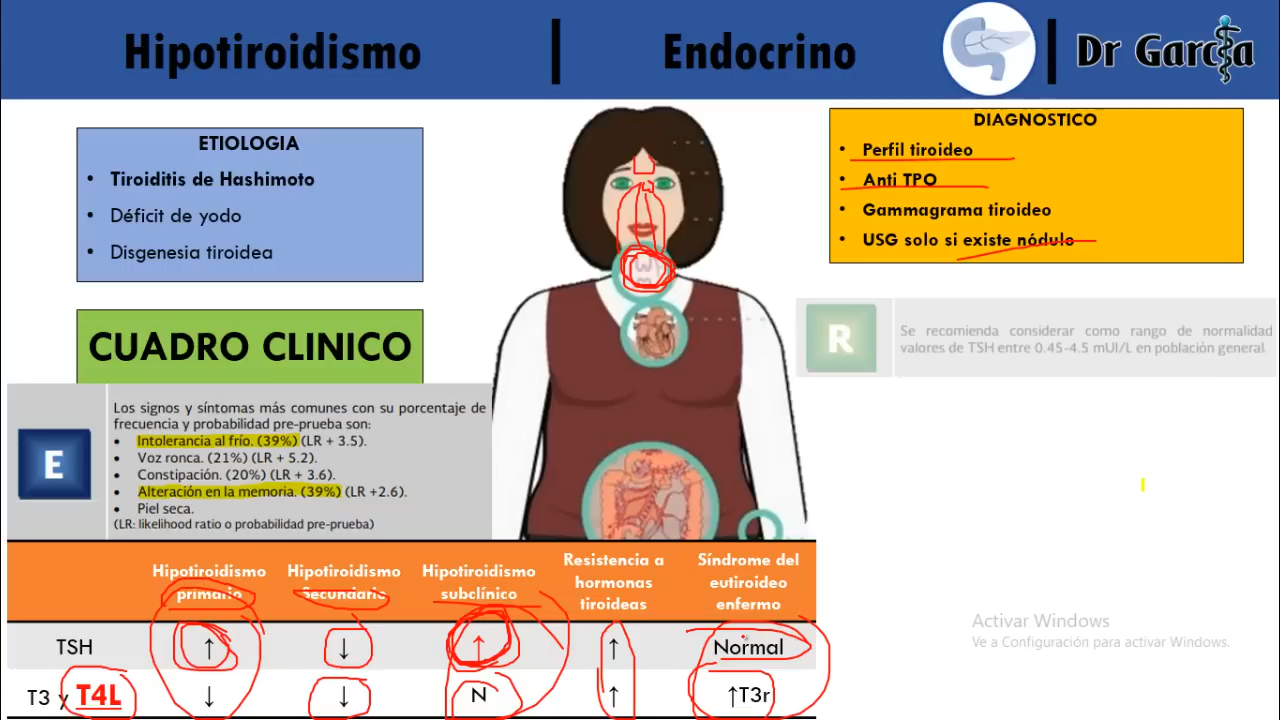 Hipotiroidismo
Endocrino
Dr García
ETIOLOGIA
• Tiroiditis de Hashimoto
• Déficit de yodo
• Disgenesia tiroidea
DIAGNOSTICO
• Perfil tiroideo
• Anti TPO
• Gammagrama tiroideo
• USG solo si existe nódulo
CUADRO CLINICO
E
Los signos y síntomas más comunes con su porcentaje de
frecuencia y probabilidad pre-prueba son:
• Intolerancia al frío. (39%) (LR + 3.5).
• Voz ronca. (21%) (LR + 5.2).
• Constipación. (20%) (LR + 3.6).
• Alteración en la memoria. (39%) (LR +2.6).
• Piel seca.
(LR: likelihood ratio o probabilidad pre-prueba)
R
Se recomienda considerar como rango de normalidad
valores de TSH entre 0.45-4.5 mUI/L en población general.
Hipotiroidismo
primario
Hipotiroidismo
Secundario
Hipotiroidismo
subclínico
Resistencia a
hormonas
tiroideas
Síndrome del
eutiroideo
enfermo
TSH ↑ ↓ ↑ ↑ Normal
T3 y T4L ↓ ↓ N ↑ ↑T3r
Activar Windows
Ve a Configuración para activar Windows.